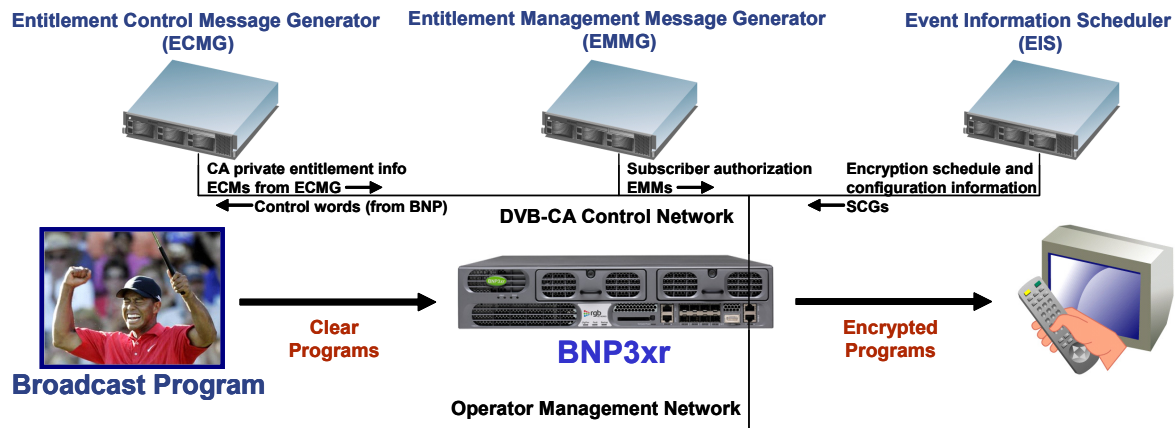 Entitlement Control Message Generator
(ECMG)
Entitlement Management Message Generator
(EMMG)
Event Information Scheduler
(EIS)
CA private entitlement info
ECMs from ECMG
Control words (from BNP)
Subscriber authorization
EMMs
Encryption schedule and
configuration information
SCGs
DVB-CA Control Network
BNP3xr
rgb
Clear
Programs
Encrypted
Programs
BNP3xr
Broadcast Program
Operator Management Network